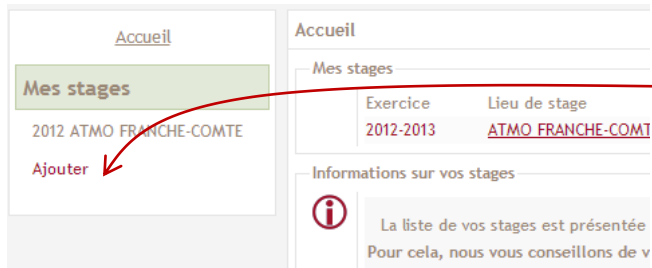 Accueil
Mes stages
2012 ATMO FRANCHE-COMTE
Ajouter
Accueil
Mes stages
Exercice Lieu de stage
2012-2013 ATMO FRANCHE-COMT
Informations sur vos stages
La liste de vos stages est présentée
Pour cela, nous vous conseillons de v